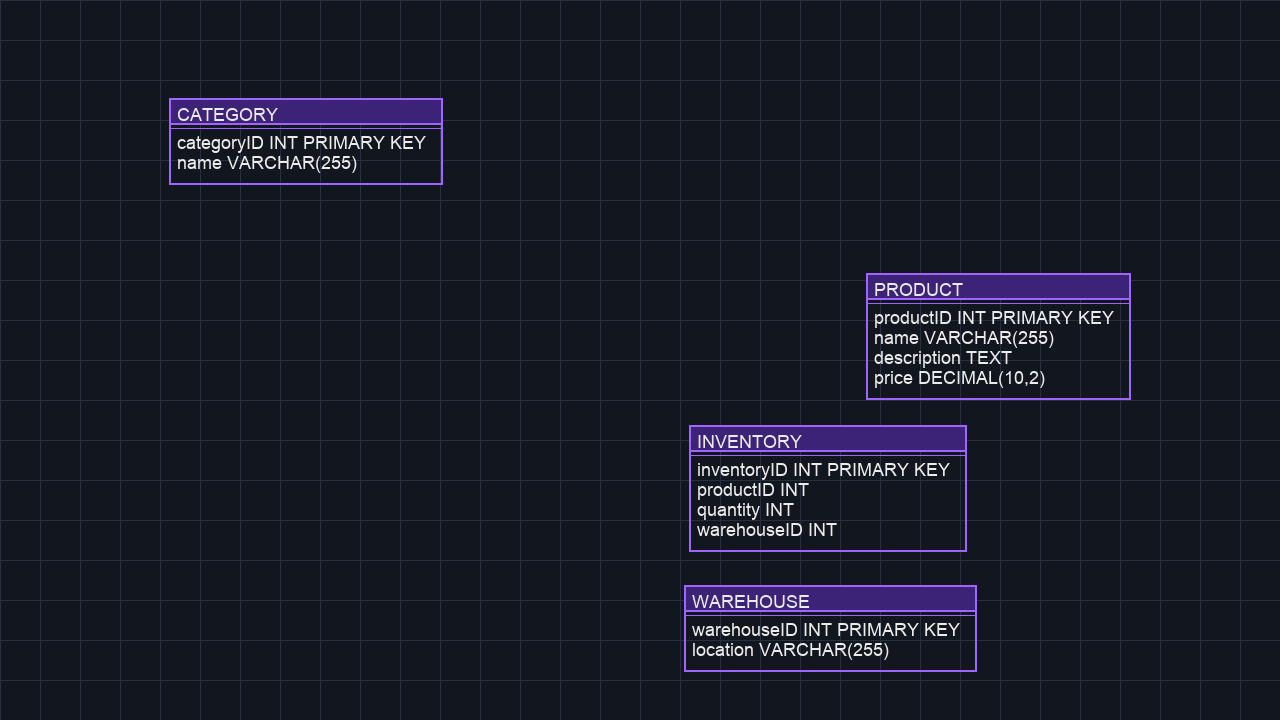 CATEGORY
categoryID INT PRIMARY KEY
name VARCHAR(255)
PRODUCT
productID INT PRIMARY KEY
name VARCHAR(255)
description TEXT
price DECIMAL(10,2)
INVENTORY
inventoryID INT PRIMARY KEY
productID INT
quantity INT
warehouseID INT
WAREHOUSE
warehouseID INT PRIMARY KEY
location VARCHAR(255)